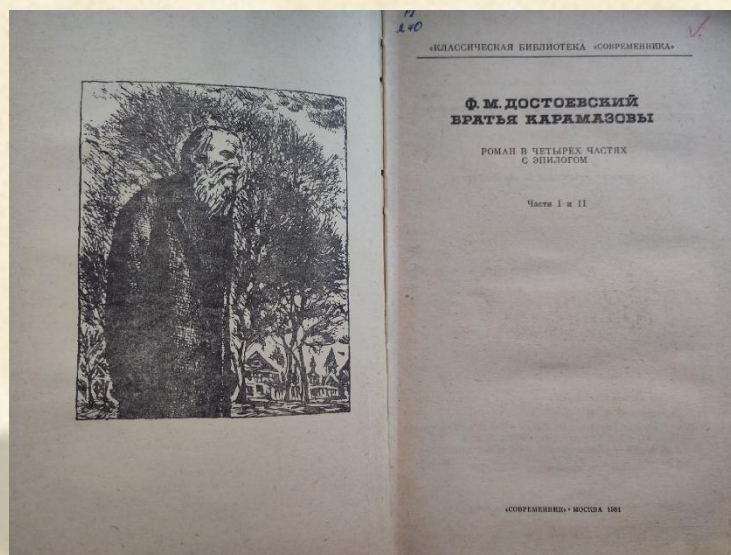 «КЛАССИЧЕСКАЯ БИБЛИОТЕКА «СОВРЕМЕННИКА»
Ф. М. ДОСТОЕВСКИЙ
БРАТЬЯ КАРАМАЗОВЫ
РОМАН В ЧЕТЫРЕХ ЧАСТЯХ
С ЭПИЛОГОМ
Части I и II
«СОВРЕМЕННИК» • МОСКВА 1981